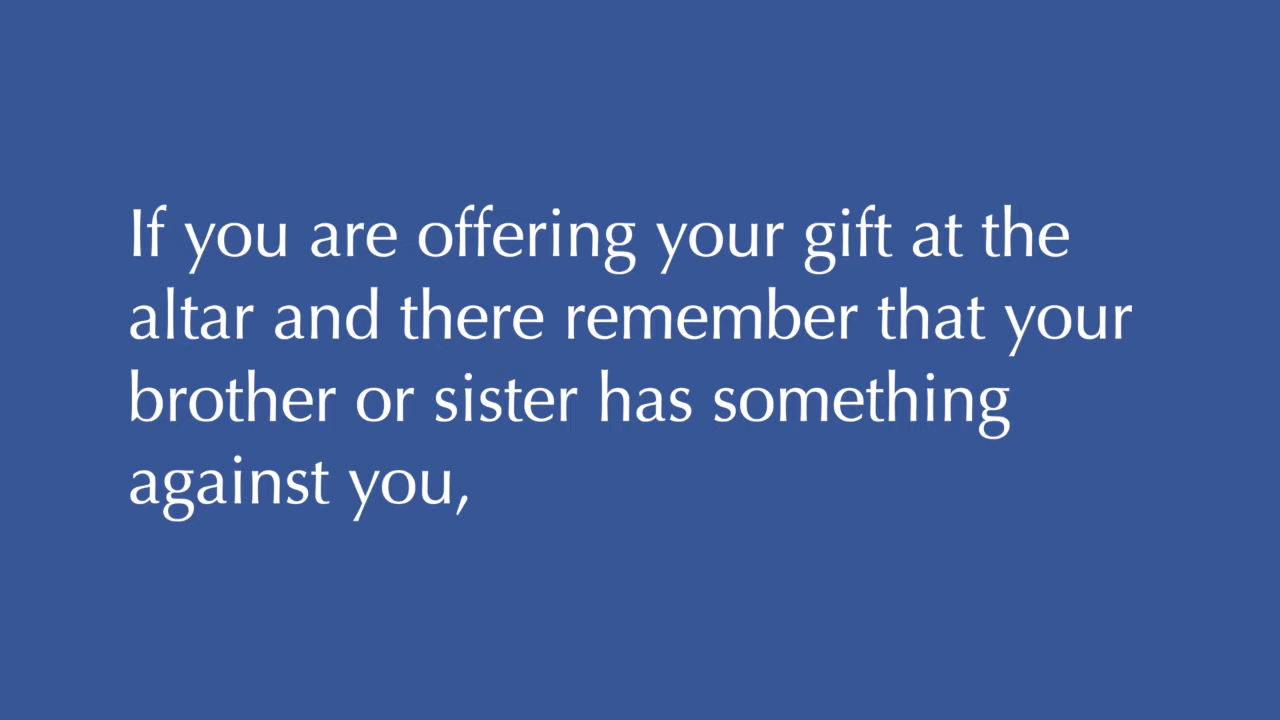 If you are offering your gift at the
altar and there remember that your
brother or sister has something
against you,